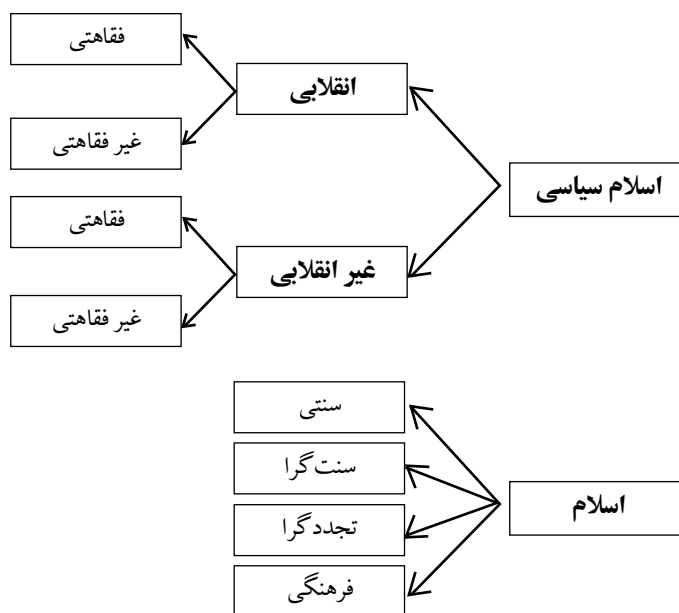 اسلام سیاسی
انقلابی
فقاهتی
غیر فقاهتی
غیر انقلابی
فقاهتی
غیر فقاهتی
اسلام
سنتی
سنت‌گرا
تجددگرا
فرهنگی